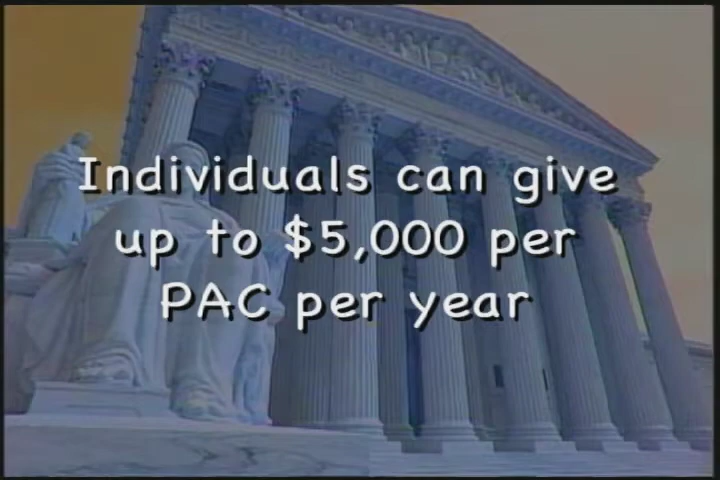 Individuals can give
up to $5,000 per
PAC per year